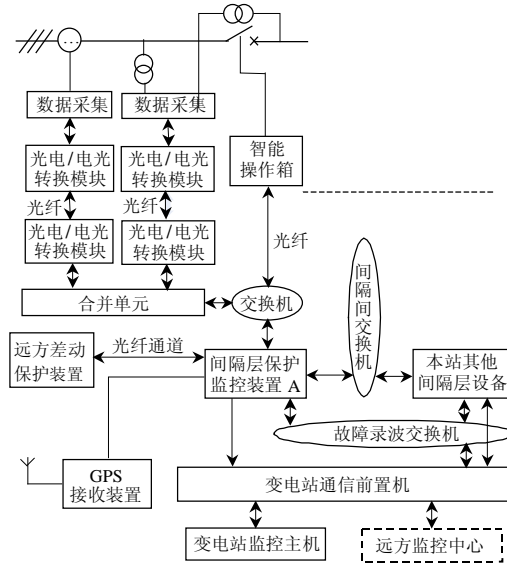 数据采集
数据采集
光电/电光
转换模块
光电/电光
转换模块
智能
操作箱
光纤
光纤
光电/电光
转换模块
光电/电光
转换模块
光纤
合并单元
交换机
间隔间交换机
远方差动
保护装置
光纤通道
间隔层保护
监控装置 A
本站其他
间隔层设备
故障录波交换机
GPS
接收装置
变电站通信前置机
变电站监控主机
远方监控中心